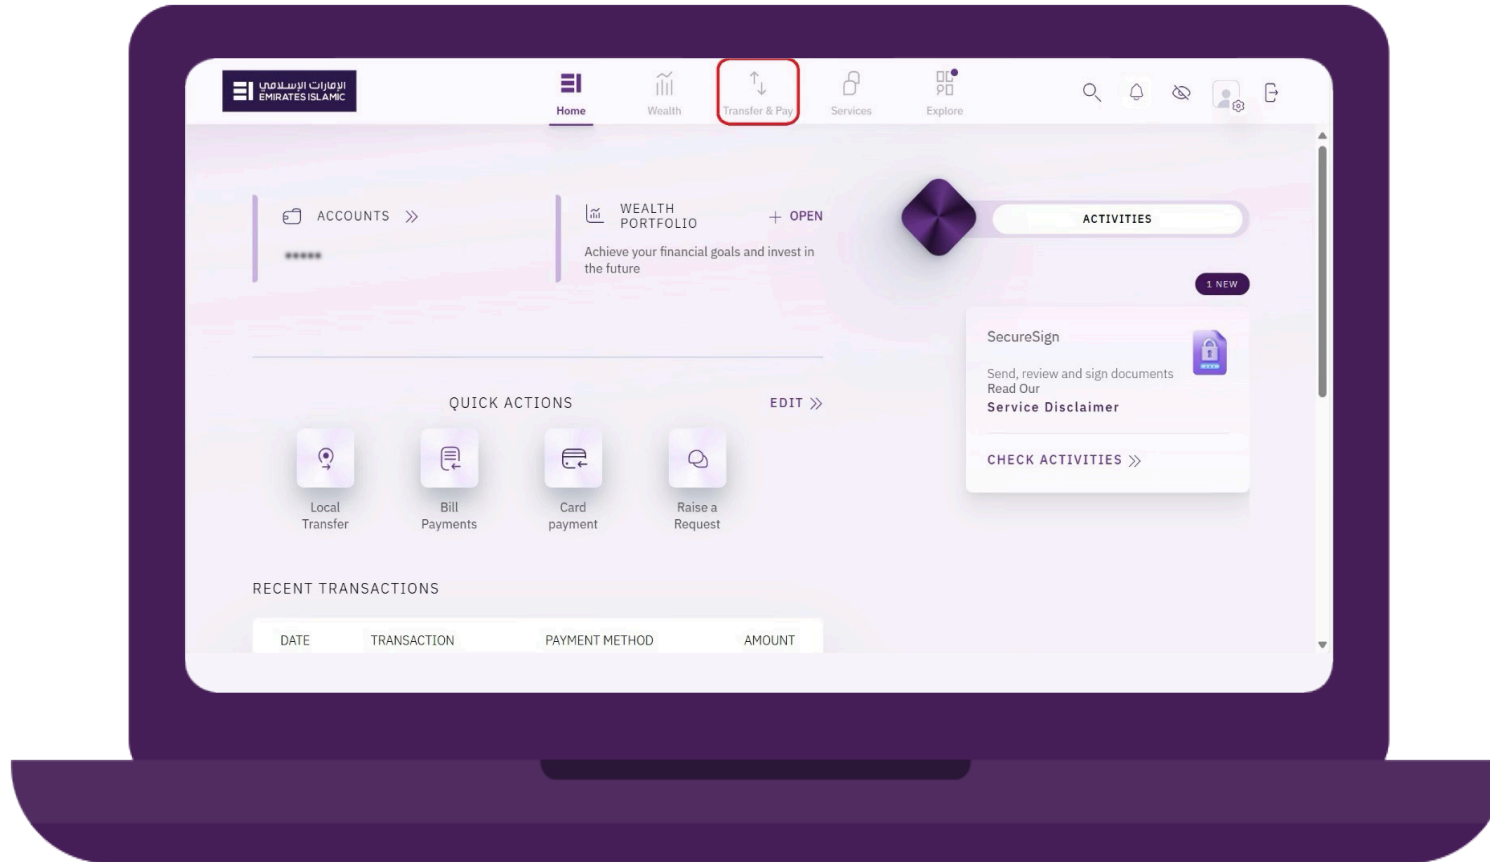 الإمارات الإسلامي
EMIRATES ISLAMIC
Home
Wealth
Transfer & Pay
Services
Explore
ACCOUNTS
*****
WEALTH
PORTFOLIO
+ OPEN
Achieve your financial goals and invest in
the future
ACTIVITIES
1 NEW
SecureSign
Send, review and sign documents
Read Our
Service Disclaimer
CHECK ACTIVITIES
QUICK ACTIONS
EDIT
Local
Transfer
Bill
Payments
Card
payment
Raise a
Request
RECENT TRANSACTIONS
DATE TRANSACTION PAYMENT METHOD AMOUNT